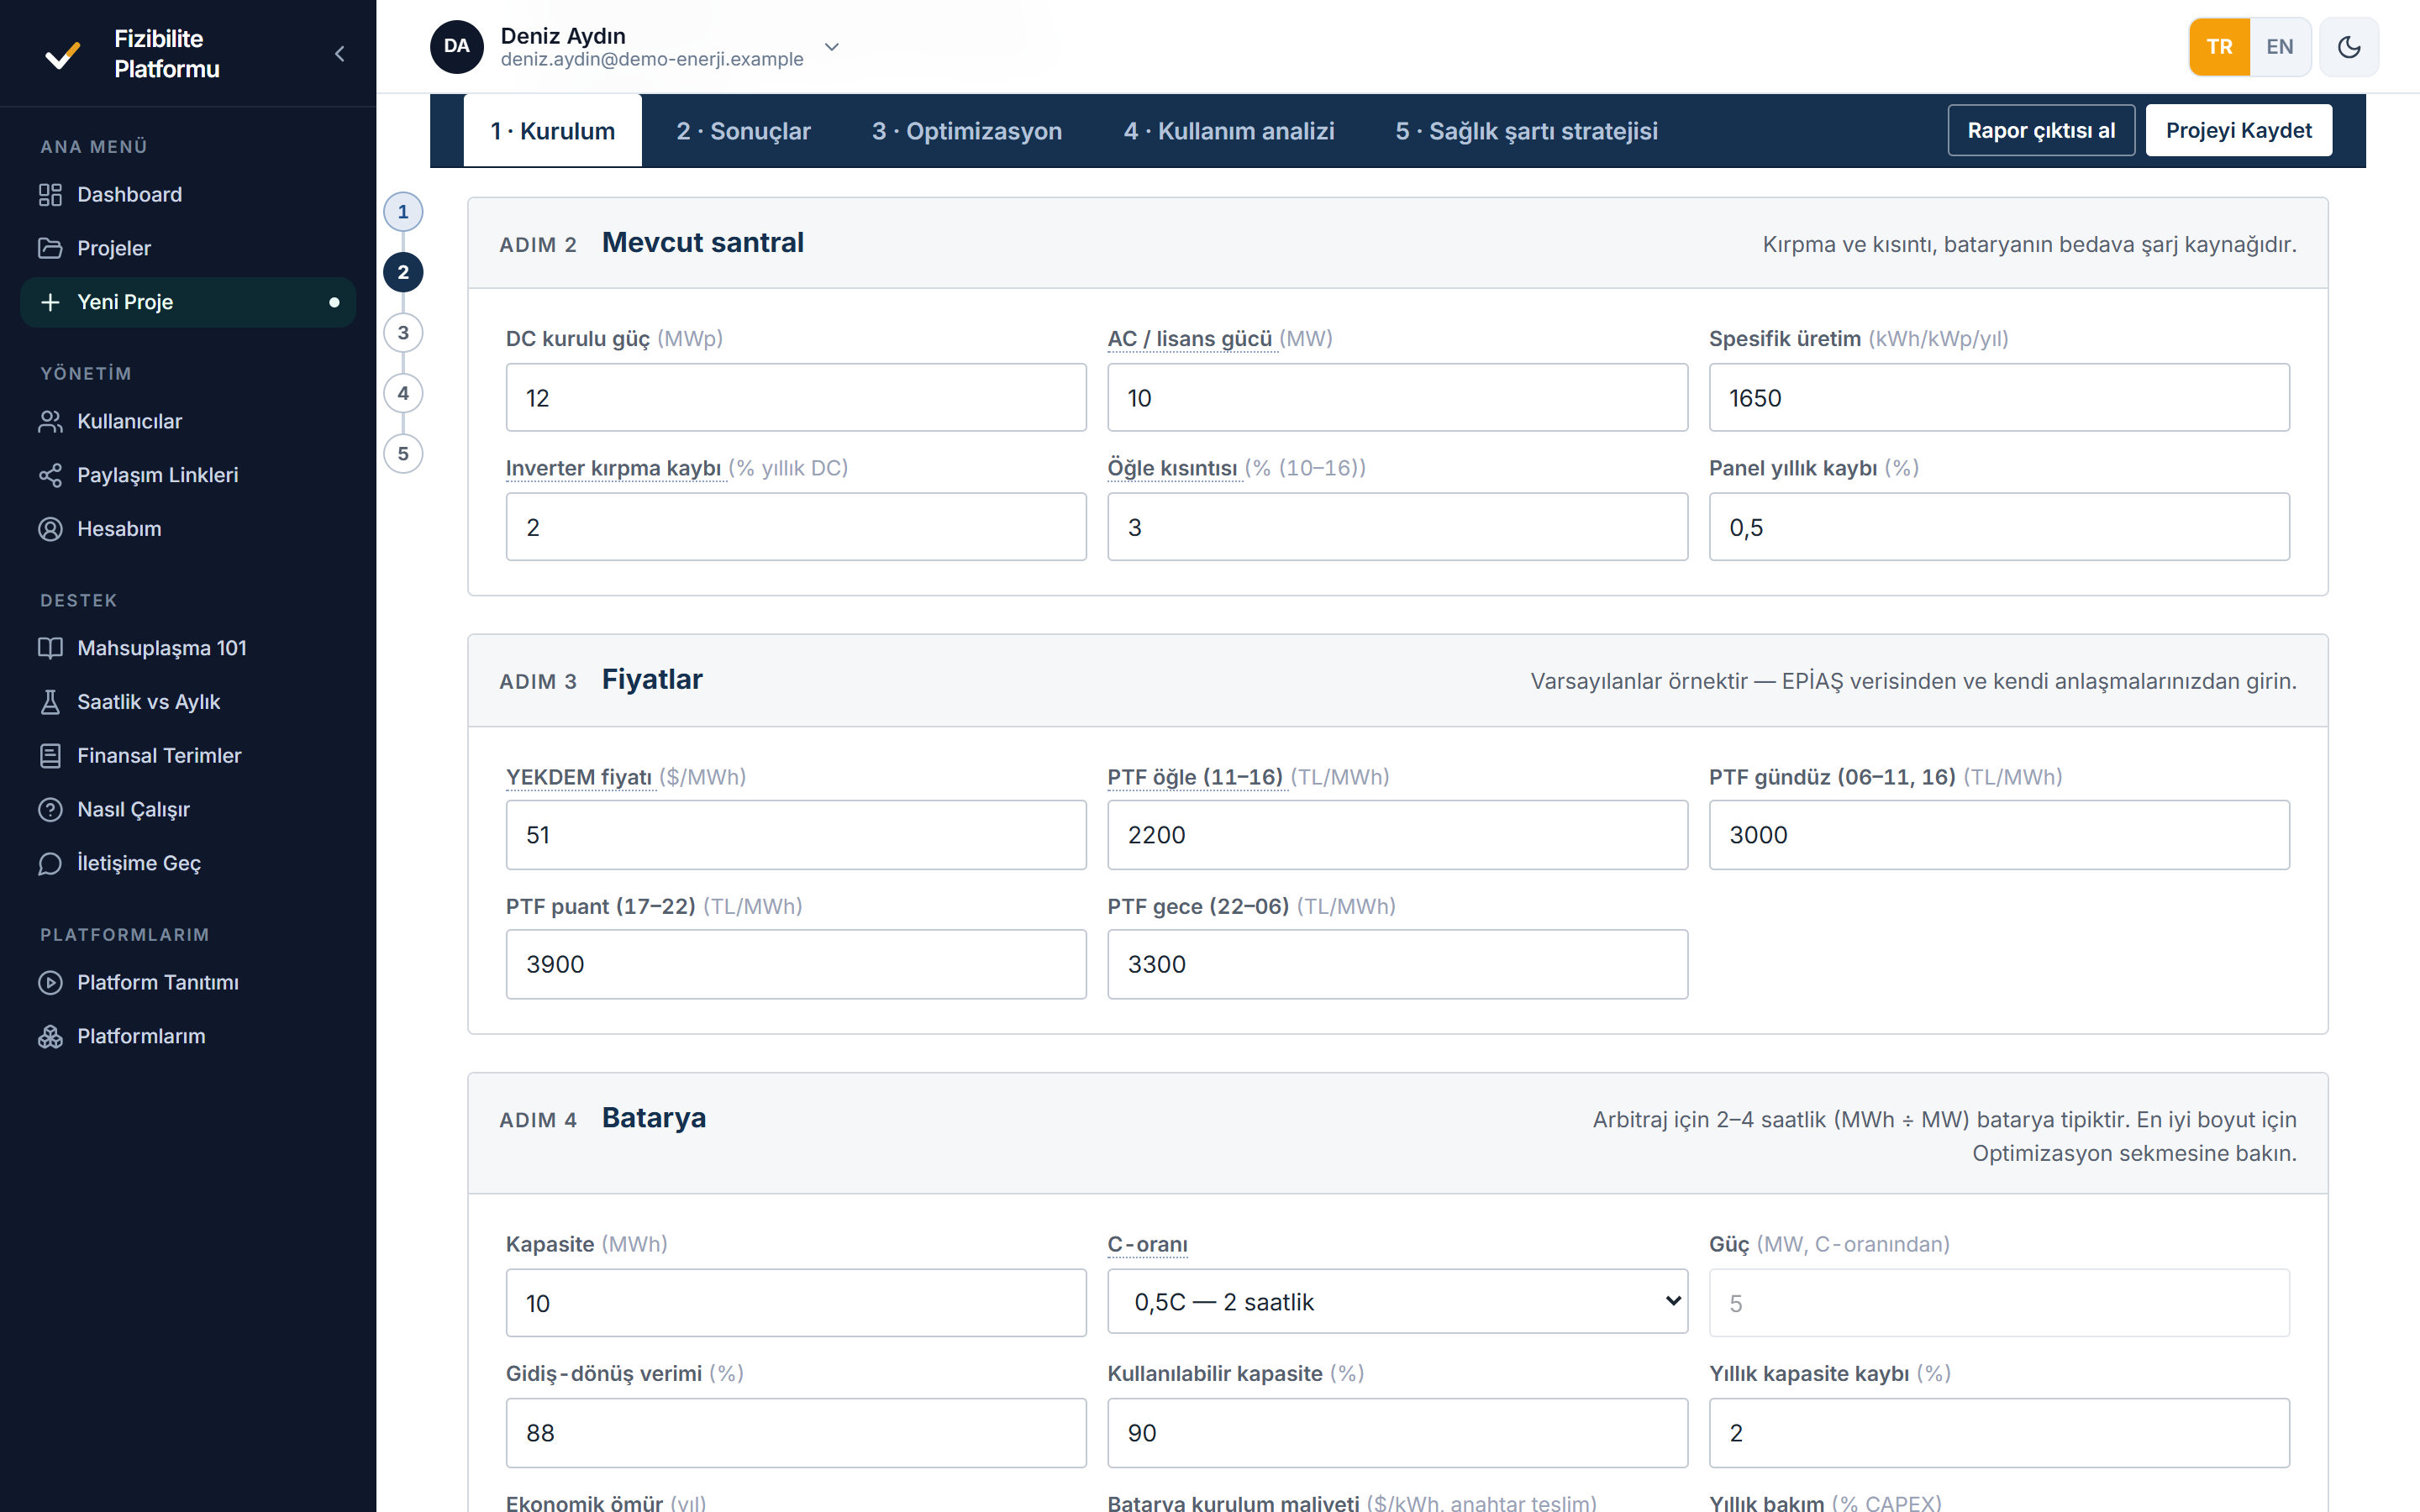 Fizibilite
Platformu
ANA MENÜ
Dashboard
Projeler
Yeni Proje
YÖNETİM
Kullanıcılar
Paylaşım Linkleri
Hesabım
DESTEK
Mahsuplaşma 101
Saatlik vs Aylık
Finansal Terimler
Nasıl Çalışır
İletişime Geç
PLATFORMLARIM
Platform Tanıtımı
Platformlarım
DA
Deniz Aydın
deniz.aydin@demo-enerji.example
TR EN
1 · Kurulum 2 · Sonuçlar 3 · Optimizasyon 4 · Kullanım analizi 5 · Sağlık şartı stratejisi Rapor çıktısı al Projeyi Kaydet
1
2
3
4
5
ADIM 2 Mevcut santral Kırpma ve kısıntı, bataryanın bedava şarj kaynağıdır.
DC kurulu güç (MWp) AC / lisans gücü (MW) Spesifik üretim (kWh/kWp/yıl)
12 10 1650
Inverter kırpma kaybı (% yıllık DC) Öğle kısıntısı (% (10–16)) Panel yıllık kaybı (%)
2 3 0,5
ADIM 3 Fiyatlar Varsayılanlar örnektir — EPİAŞ verisinden ve kendi anlaşmalarınızdan girin.
YEKDEM fiyatı ($/MWh) PTF öğle (11–16) (TL/MWh) PTF gündüz (06–11, 16) (TL/MWh)
51 2200 3000
PTF puant (17–22) (TL/MWh) PTF gece (22–06) (TL/MWh)
3900 3300
ADIM 4 Batarya Arbitraj için 2–4 saatlik (MWh ÷ MW) batarya tipiktir. En iyi boyut için
Optimizasyon sekmesine bakın.
Kapasite (MWh) C-oranı Güç (MW, C-oranından)
10 0,5C — 2 saatlik 5
Gidiş-dönüş verimi (%) Kullanılabilir kapasite (%) Yıllık kapasite kaybı (%)
88 90 2
Ekonomik ömür (yıl) Batarya kurulum maliyeti ($/kWh, anahtar teslim) Yıllık bakım (% CAPEX)